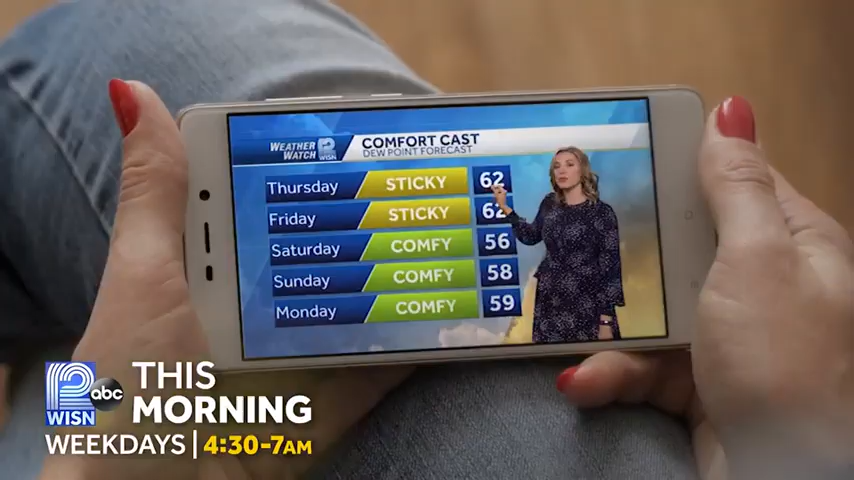 WEATHER
WATCH 12
WISN
COMFORT CAST
DEW POINT FORECAST
Thursday STICKY 62
Friday STICKY 62
Saturday COMFY 56
Sunday COMFY 58
Monday COMFY 59
12
WISN
abc
THIS
MORNING
WEEKDAYS | 4:30-7AM